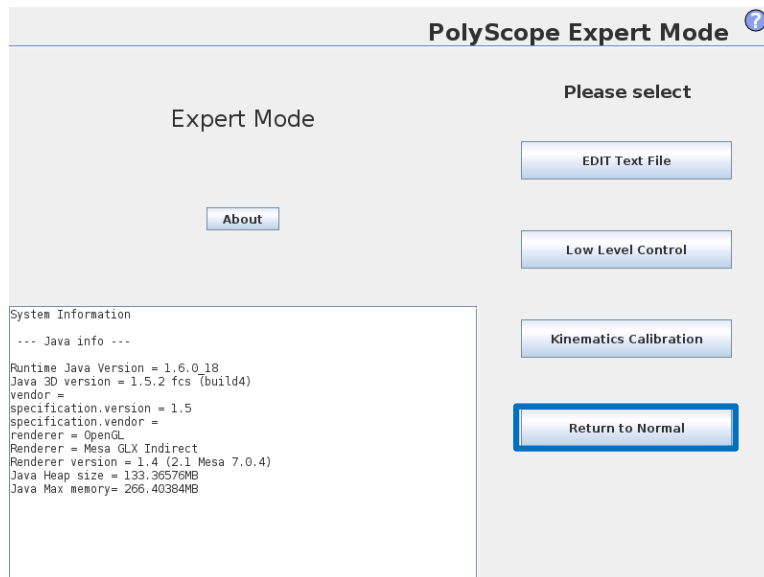 PolyScope Expert Mode ?
Expert Mode
About
Please select
EDIT Text File
Low Level Control
Kinematics Calibration
Return to Normal
System Information
--- Java info ---
Runtime Java Version = 1.6.0_18
Java 3D version = 1.5.2 fcs (build4)
vendor =
specification.version = 1.5
specification.vendor =
renderer = OpenGL
Renderer = Mesa GLX Indirect
Renderer version = 1.4 (2.1 Mesa 7.0.4)
Java Heap size = 133.36576MB
Java Max memory= 266.40384MB